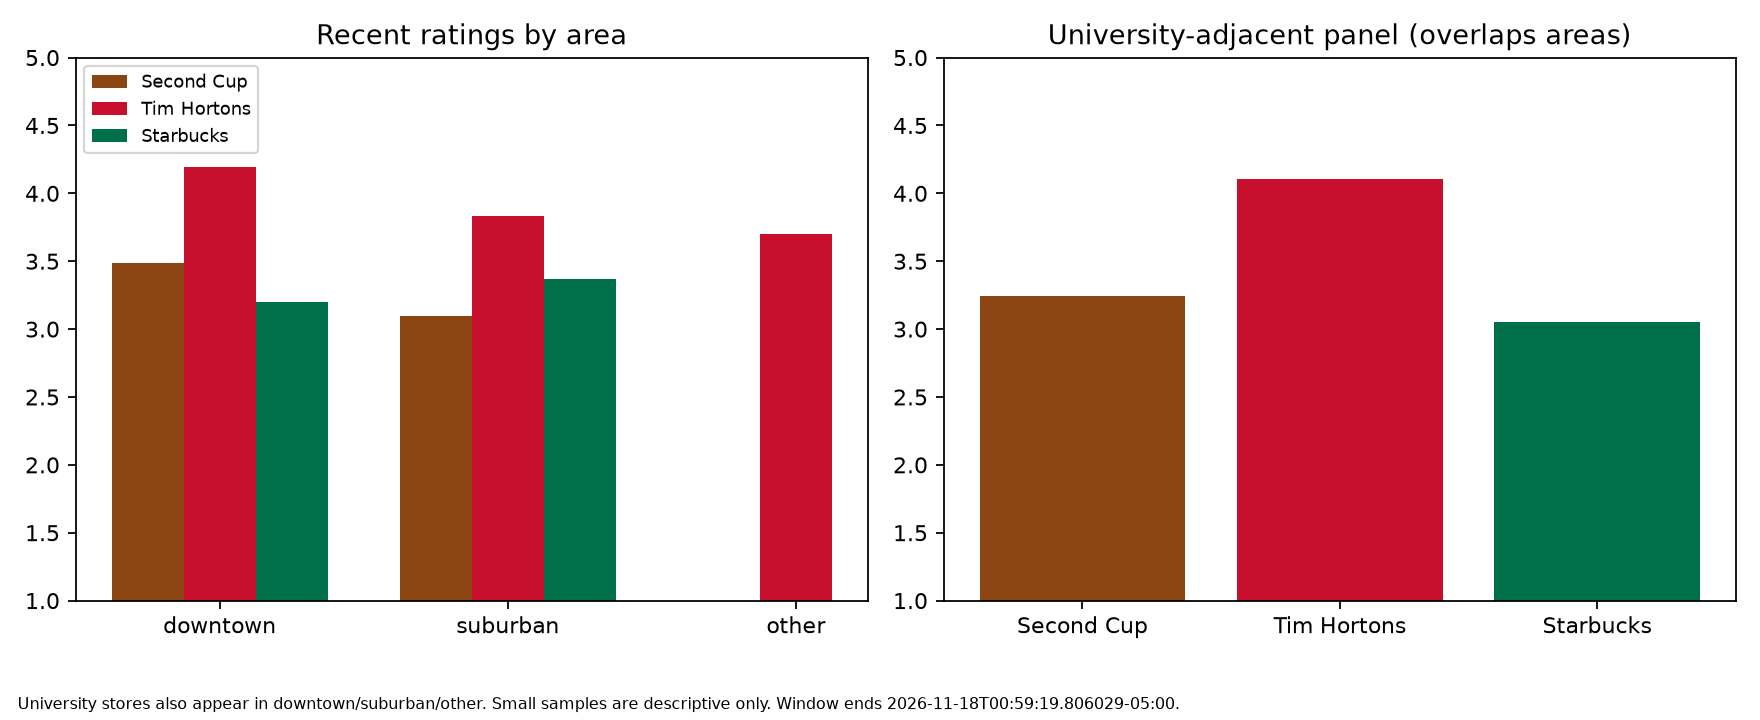 Recent ratings by area
5.0
4.5
4.0
3.5
3.0
2.5
2.0
1.5
1.0
Second Cup
Tim Hortons
Starbucks
downtown suburban other
University-adjacent panel (overlaps areas)
5.0
4.5
4.0
3.5
3.0
2.5
2.0
1.5
1.0
Second Cup Tim Hortons Starbucks
University stores also appear in downtown/suburban/other. Small samples are descriptive only. Window ends 2026-11-18T00:59:19.806029-05:00.